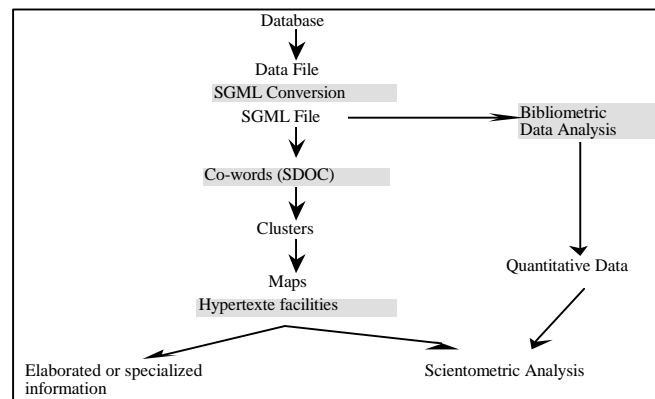 Database
Data File
SGML Conversion
SGML File
Bibliometric
Data Analysis
Co-words (SDOC)
Clusters
Maps
Quantitative Data
Hypertexte facilities
Elaborated or specialized
information
Scientometric Analysis